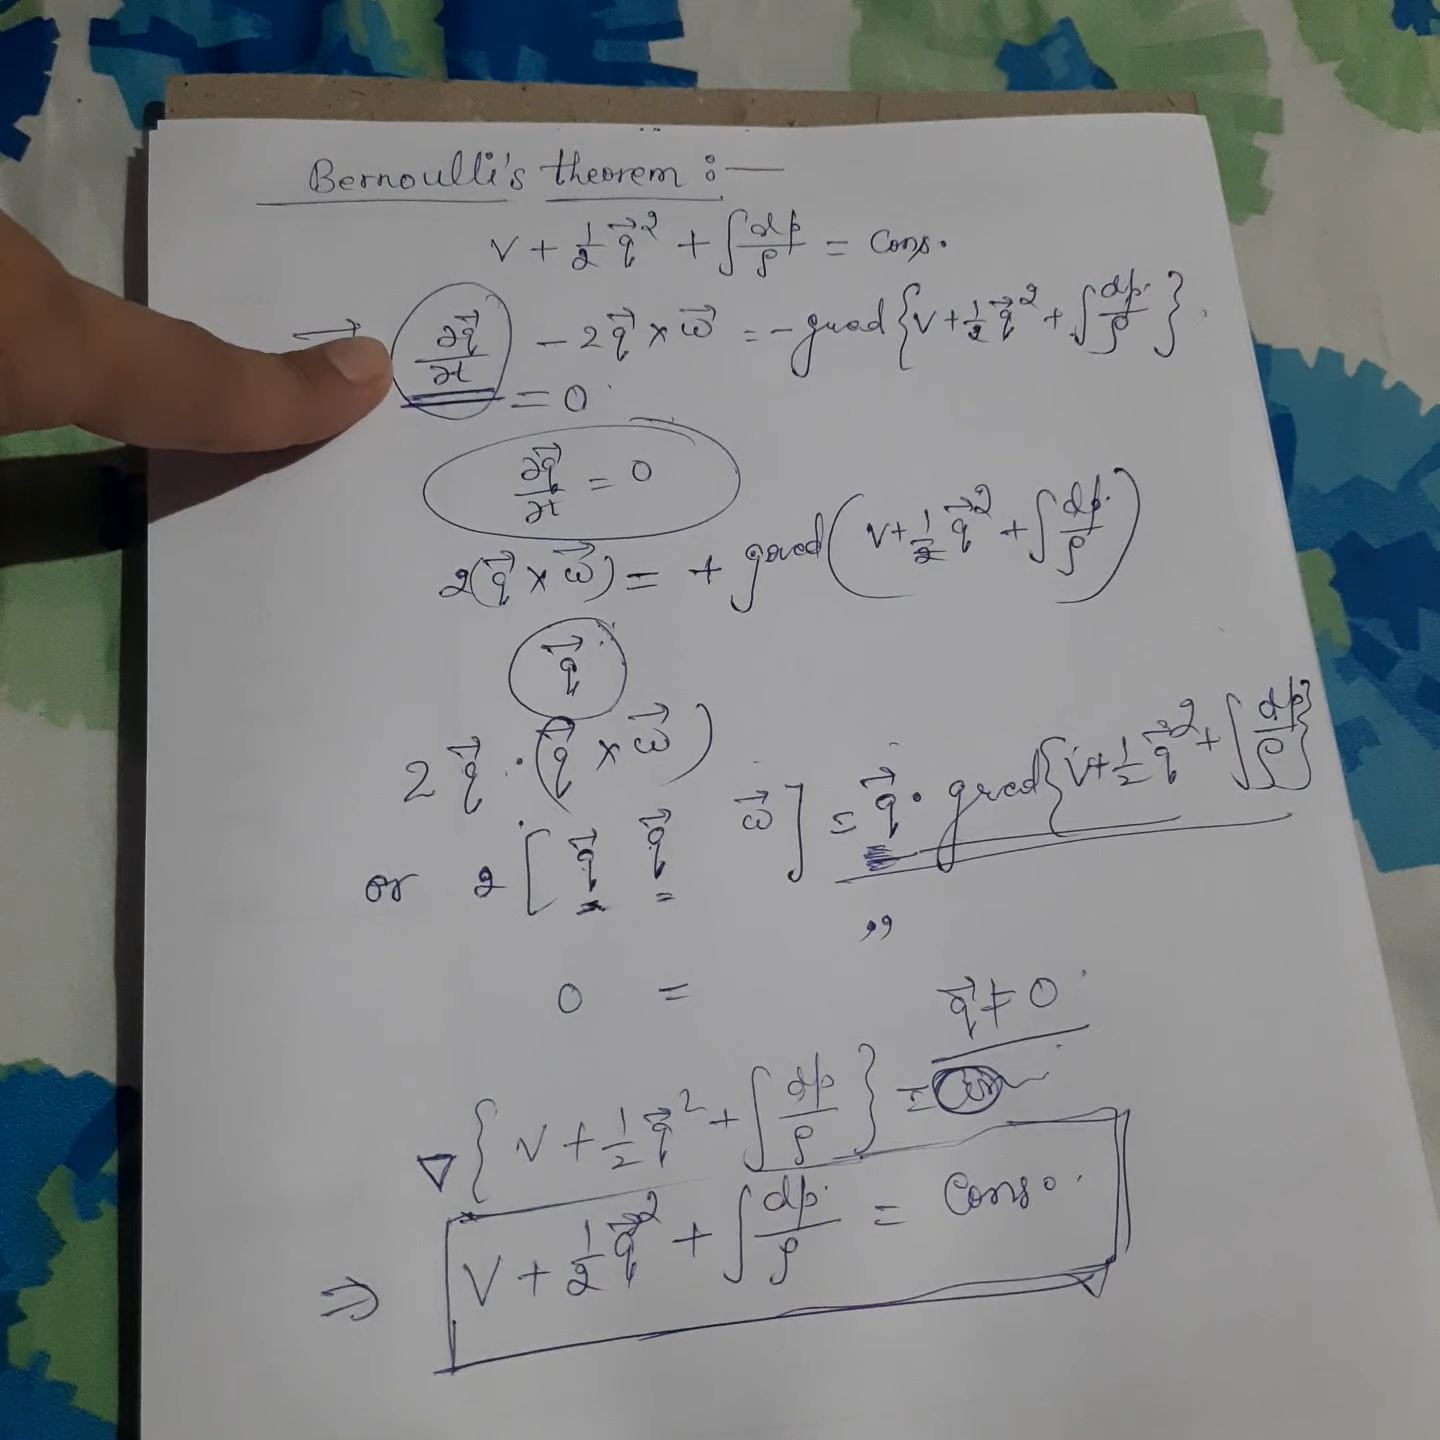 Bernoulli's theorem :—
V + 1/2 q⃗² + ∫dp/ρ = Cons.
→ ∂q⃗/∂t − 2q⃗ × ω⃗ = −grad{V + 1/2 q⃗² + ∫dp/ρ}.
= 0
∂q⃗/∂t = 0
2(q⃗ × ω⃗) = + grad(V + 1/2 q⃗² + ∫dp/ρ)
q⃗
2q⃗ · (q⃗ × ω⃗)
or 2[q⃗ q⃗ ω⃗] = q⃗ · grad{V + 1/2 q⃗² + ∫dp/ρ}
,,
0 =
q⃗ ≠ 0
∇{V + 1/2 q⃗² + ∫dp/ρ} =
⇒ V + 1/2 q⃗² + ∫dp/ρ = Cons.